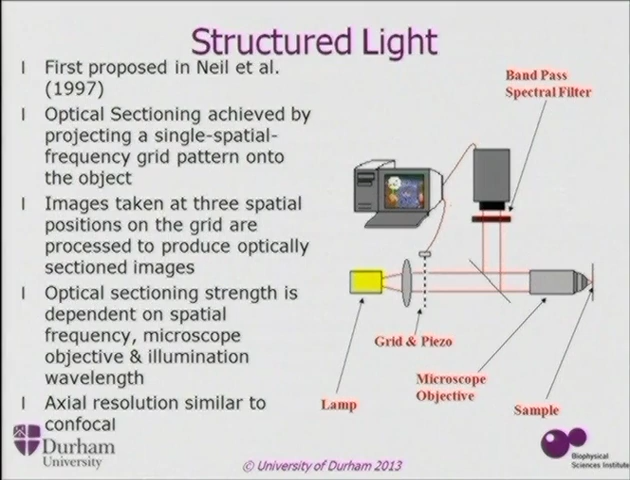 Structured Light
l First proposed in Neil et al.
(1997)
l Optical Sectioning achieved by
projecting a single-spatial-
frequency grid pattern onto
the object
l Images taken at three spatial
positions on the grid are
processed to produce optically
sectioned images
l Optical sectioning strength is
dependent on spatial
frequency, microscope
objective & illumination
wavelength
l Axial resolution similar to
confocal
Band Pass
Spectral Filter
Grid & Piezo
Microscope
Objective
Lamp
Sample
Durham
University
© University of Durham 2013
Biophysical
Sciences Institute